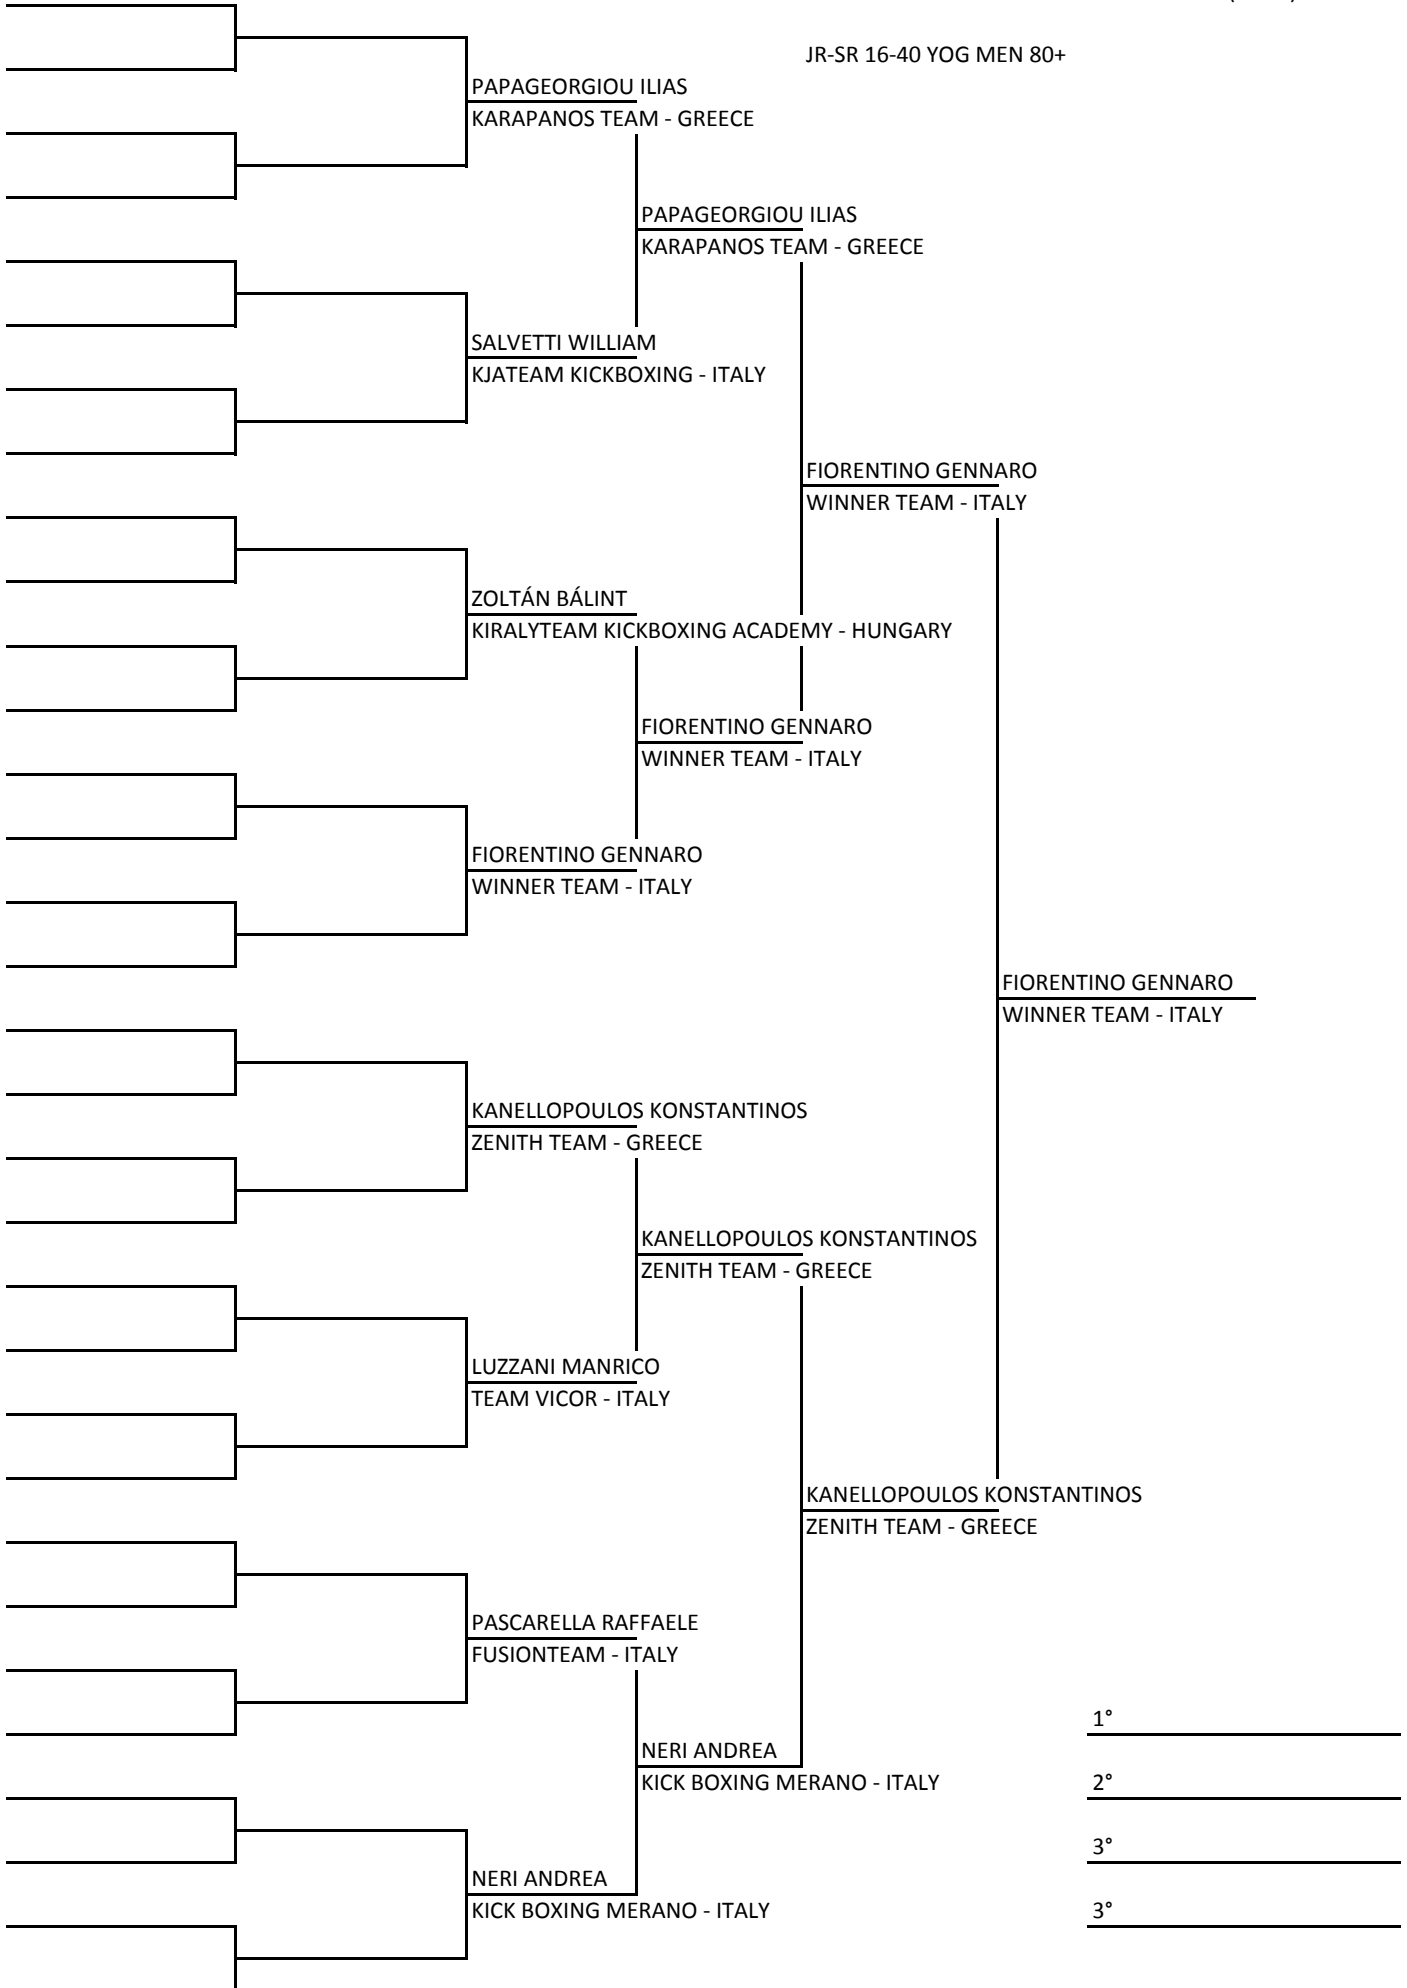 JR-SR 16-40 YOG MEN 80+
PAPAGEORGIOU ILIAS
KARAPANOS TEAM - GREECE
PAPAGEORGIOU ILIAS
KARAPANOS TEAM - GREECE
SALVETTI WILLIAM
KJATEAM KICKBOXING - ITALY
FIORENTINO GENNARO
WINNER TEAM - ITALY
ZOLTÁN BÁLINT
KIRALYTEAM KICKBOXING ACADEMY - HUNGARY
FIORENTINO GENNARO
WINNER TEAM - ITALY
FIORENTINO GENNARO
WINNER TEAM - ITALY
FIORENTINO GENNARO
WINNER TEAM - ITALY
KANELLOPOULOS KONSTANTINOS
ZENITH TEAM - GREECE
KANELLOPOULOS KONSTANTINOS
ZENITH TEAM - GREECE
LUZZANI MANRICO
TEAM VICOR - ITALY
KANELLOPOULOS KONSTANTINOS
ZENITH TEAM - GREECE
PASCARELLA RAFFAELE
FUSIONTEAM - ITALY
1°
NERI ANDREA
KICK BOXING MERANO - ITALY
2°
3°
NERI ANDREA
KICK BOXING MERANO - ITALY
3°